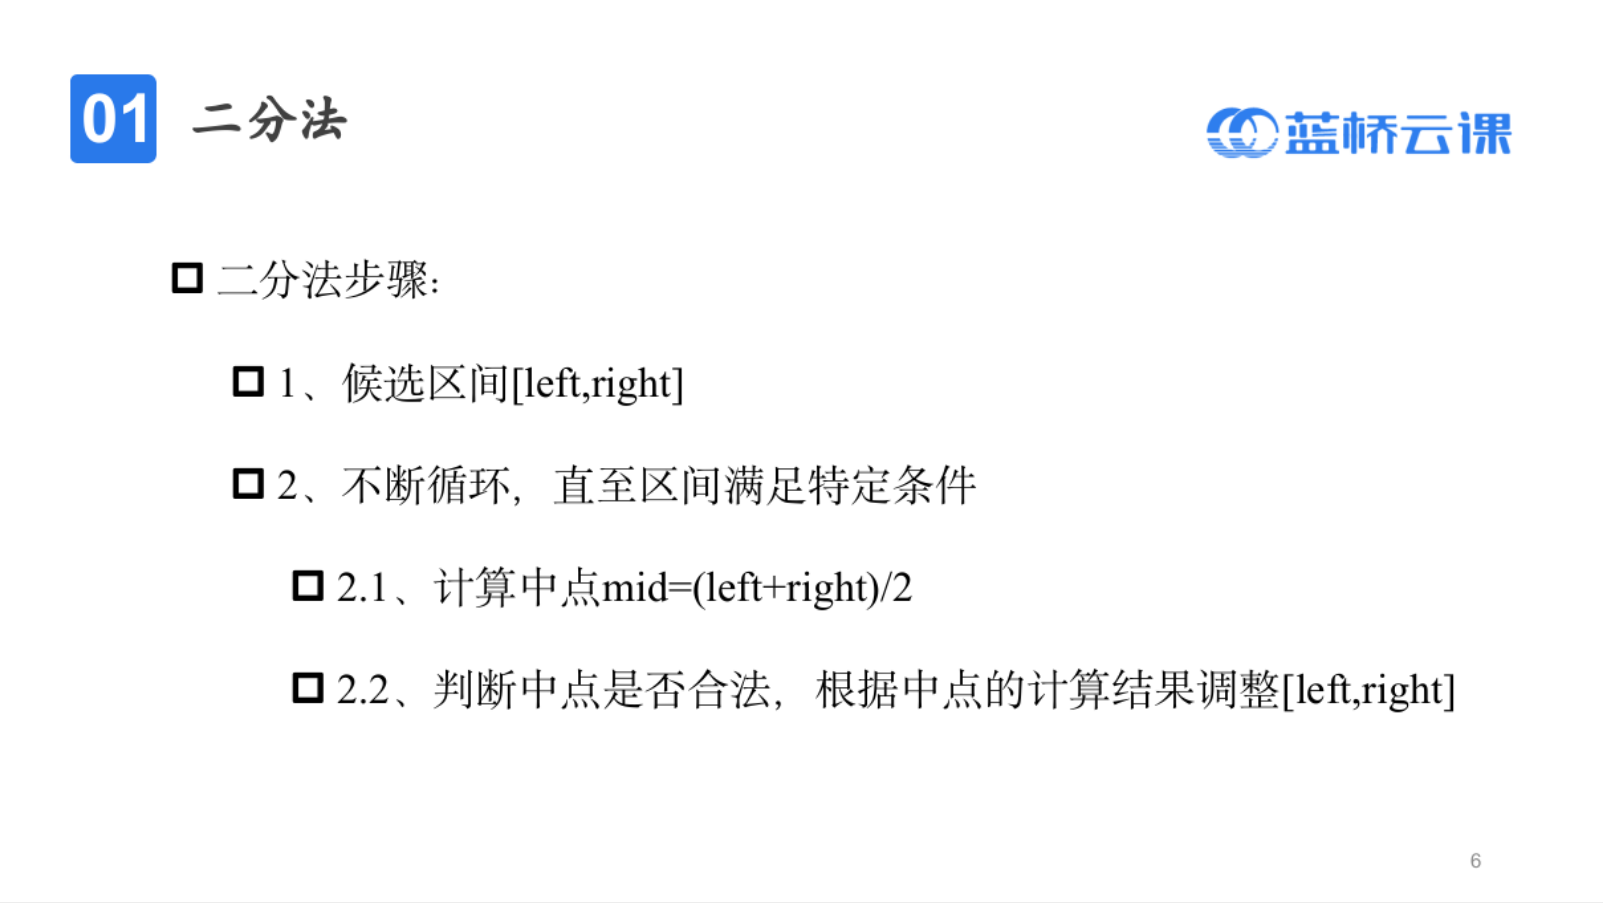 01 二分法
蓝桥云课
二分法步骤:
1、候选区间[left,right]
2、不断循环，直至区间满足特定条件
2.1、计算中点mid=(left+right)/2
2.2、判断中点是否合法，根据中点的计算结果调整[left,right]
6